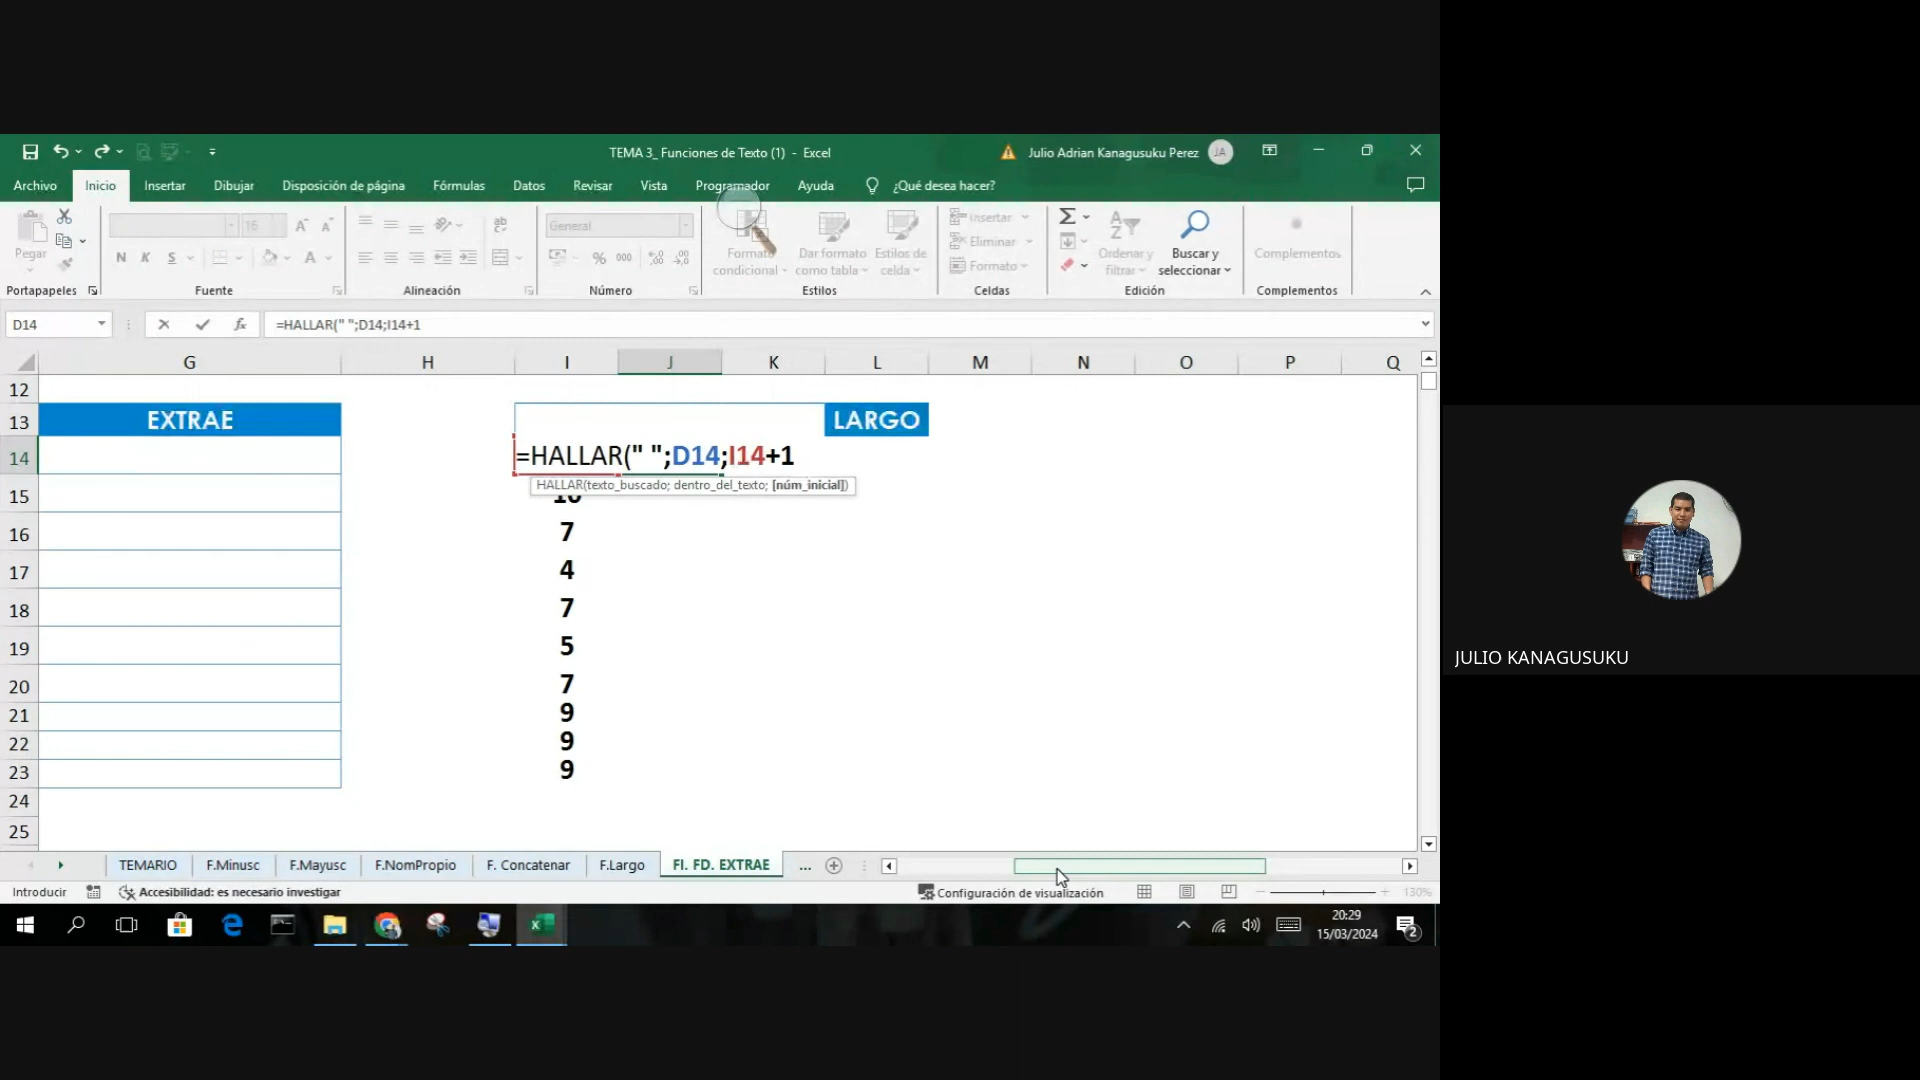 TEMA 3_ Funciones de Texto (1) - Excel
Julio Adrian Kanagusuku Perez JA
Archivo Inicio Insertar Dibujar Disposición de página Fórmulas Datos Revisar Vista Programador Ayuda ¿Qué desea hacer?
Pegar
16
General
N K S
% 000
Formato condicional
Dar formato como tabla
Estilos de celda
Insertar
Eliminar
Formato
Ordenar y filtrar
Buscar y seleccionar
Complementos
Portapapeles Fuente Alineación Número Estilos Celdas Edición Complementos
D14 =HALLAR(" ";D14;I14+1
G H I J K L M N O P Q
12
13 EXTRAE LARGO
14 =HALLAR(" ";D14;I14+1
HALLAR(texto_buscado; dentro_del_texto; [núm_inicial])
15 10
16 7
17 4
18 7
19 5
20 7
21 9
22 9
23 9
24
25
TEMARIO F.Minusc F.Mayusc F.NomPropio F. Concatenar F.Largo FI. FD. EXTRAE ...
Introducir Accesibilidad: es necesario investigar Configuración de visualización 130%
20:29
15/03/2024
2
JULIO KANAGUSUKU